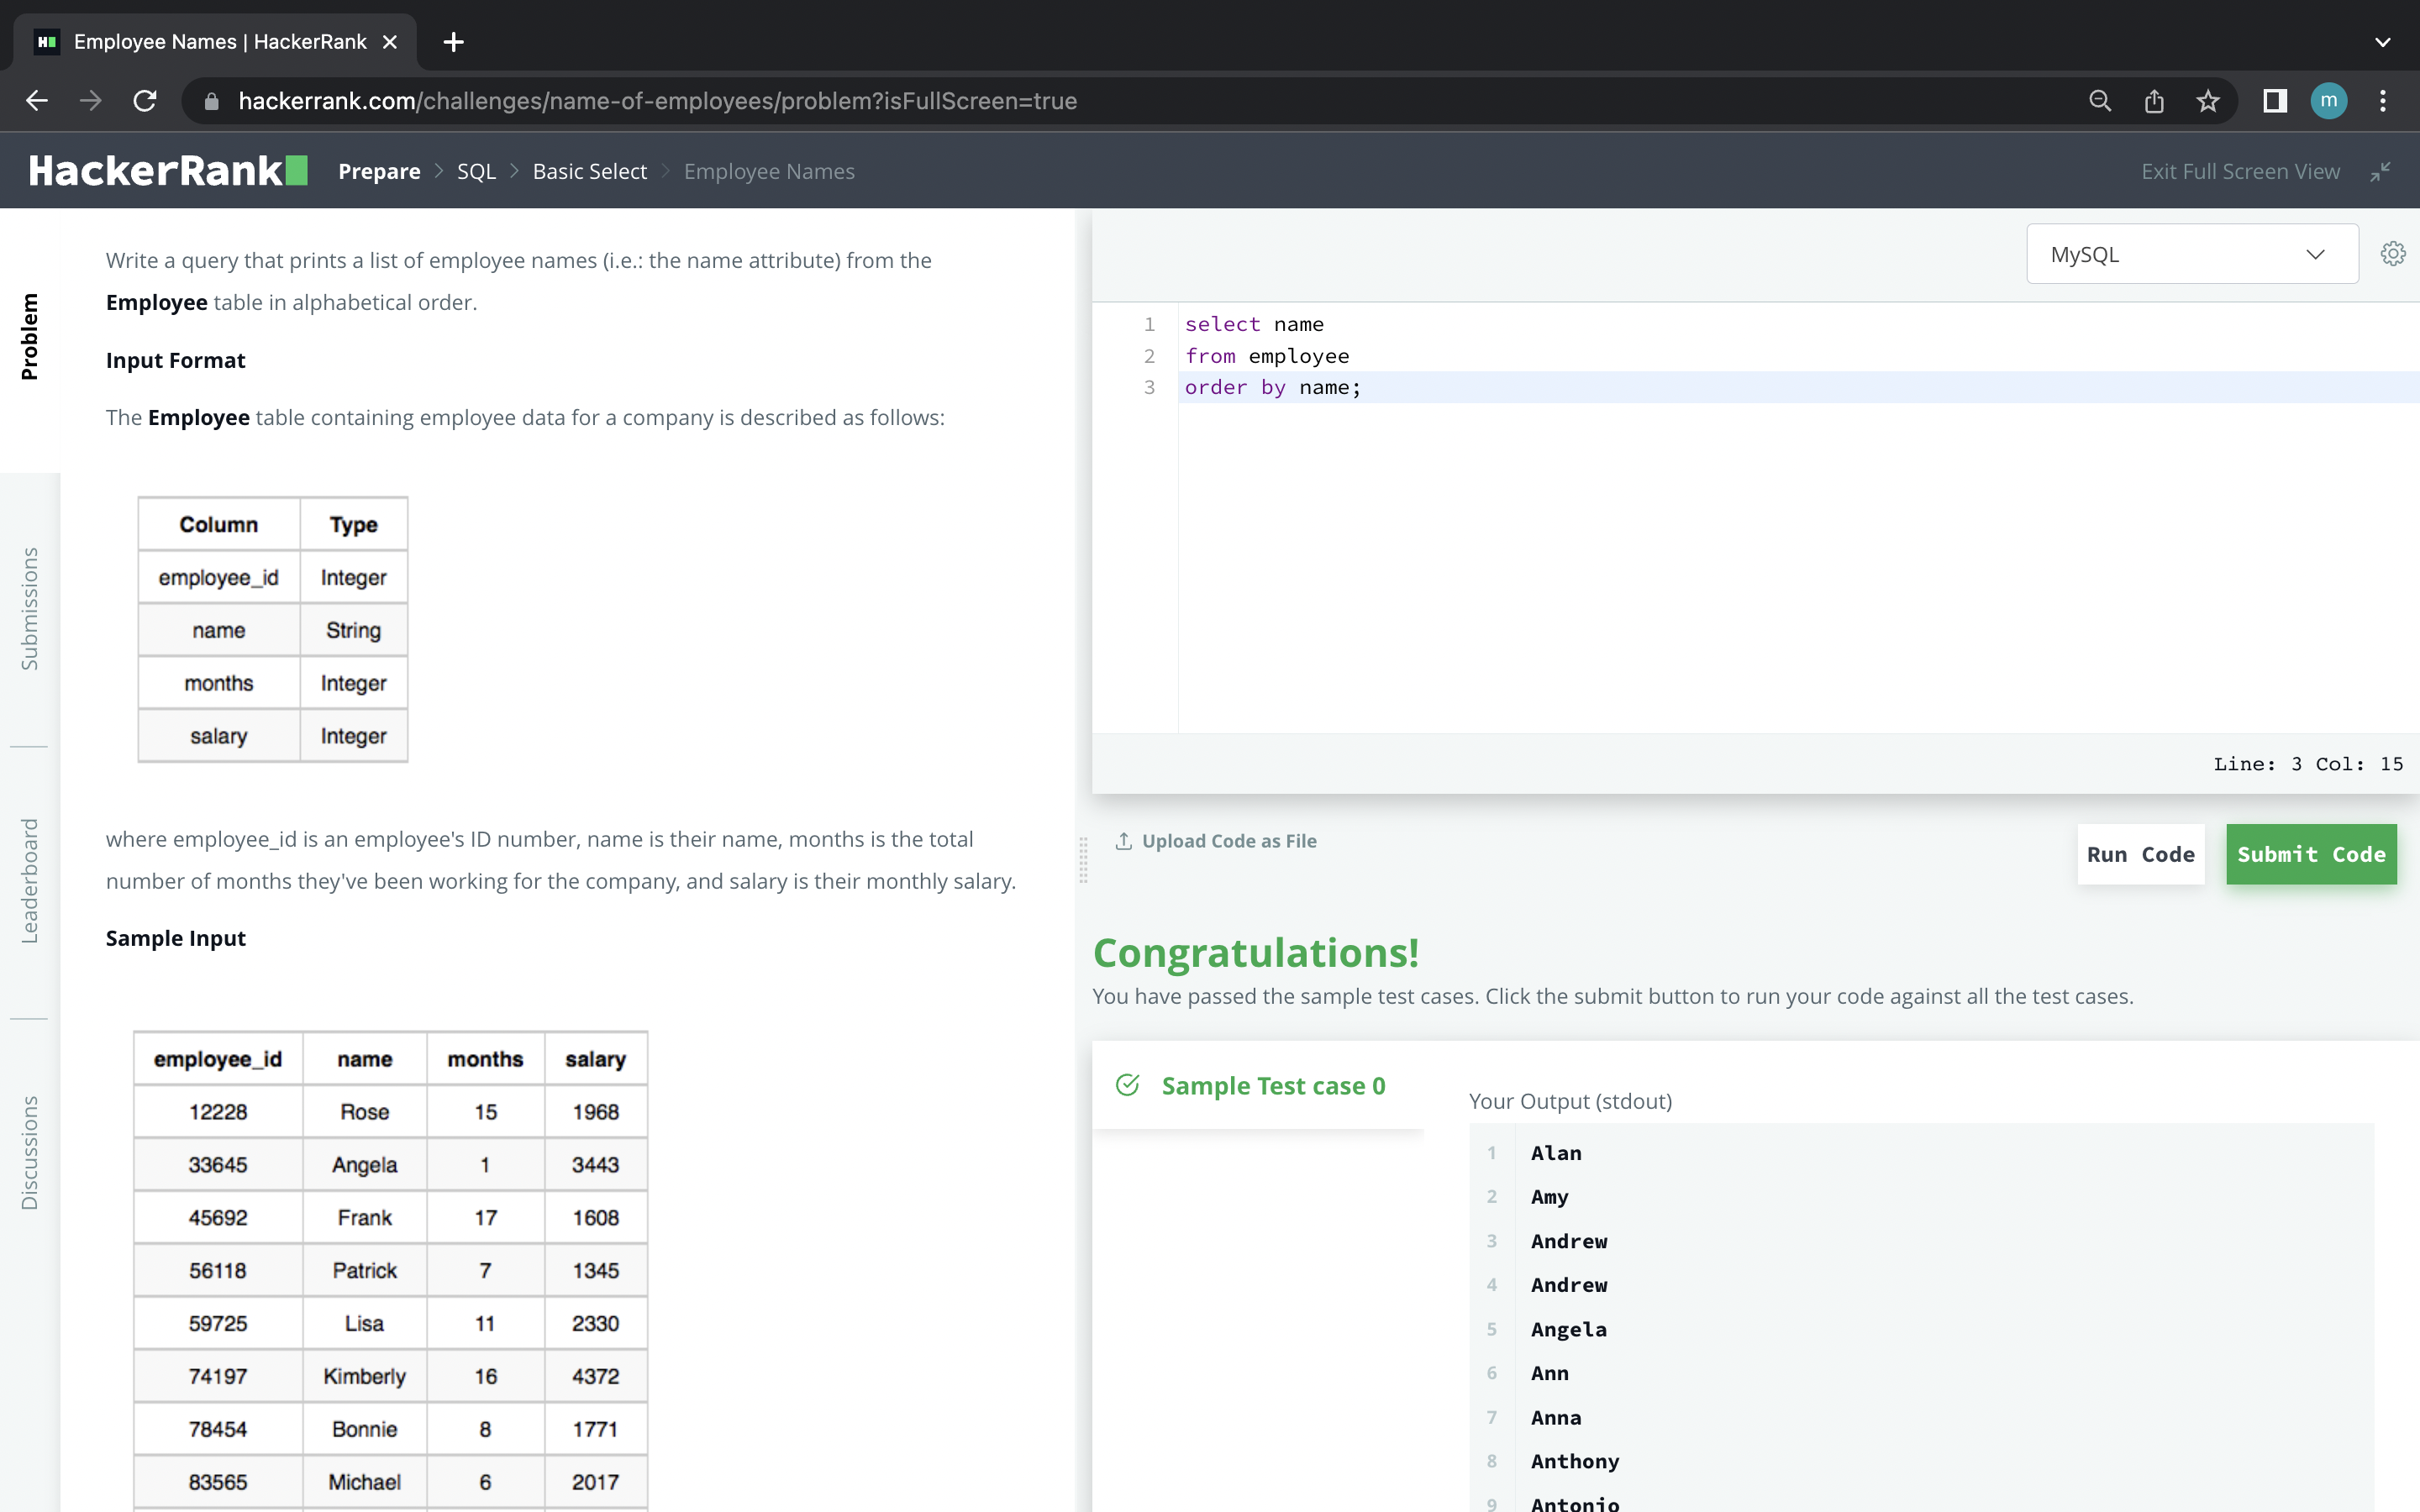 Employee Names | HackerRank
hackerrank.com/challenges/name-of-employees/problem?isFullScreen=true
m
HackerRank
Prepare > SQL > Basic Select > Employee Names
Exit Full Screen View
Problem
Submissions
Leaderboard
Discussions
Write a query that prints a list of employee names (i.e.: the name attribute) from the
Employee table in alphabetical order.
Input Format
The Employee table containing employee data for a company is described as follows:
Column Type
employee_id Integer
name String
months Integer
salary Integer
where employee_id is an employee's ID number, name is their name, months is the total
number of months they've been working for the company, and salary is their monthly salary.
Sample Input
employee_id name months salary
12228 Rose 15 1968
33645 Angela 1 3443
45692 Frank 17 1608
56118 Patrick 7 1345
59725 Lisa 11 2330
74197 Kimberly 16 4372
78454 Bonnie 8 1771
83565 Michael 6 2017
MySQL
1 select name
2 from employee
3 order by name;
Line: 3 Col: 15
Upload Code as File
Run Code
Submit Code
Congratulations!
You have passed the sample test cases. Click the submit button to run your code against all the test cases.
Sample Test case 0
Your Output (stdout)
1 Alan
2 Amy
3 Andrew
4 Andrew
5 Angela
6 Ann
7 Anna
8 Anthony
9 Antonio